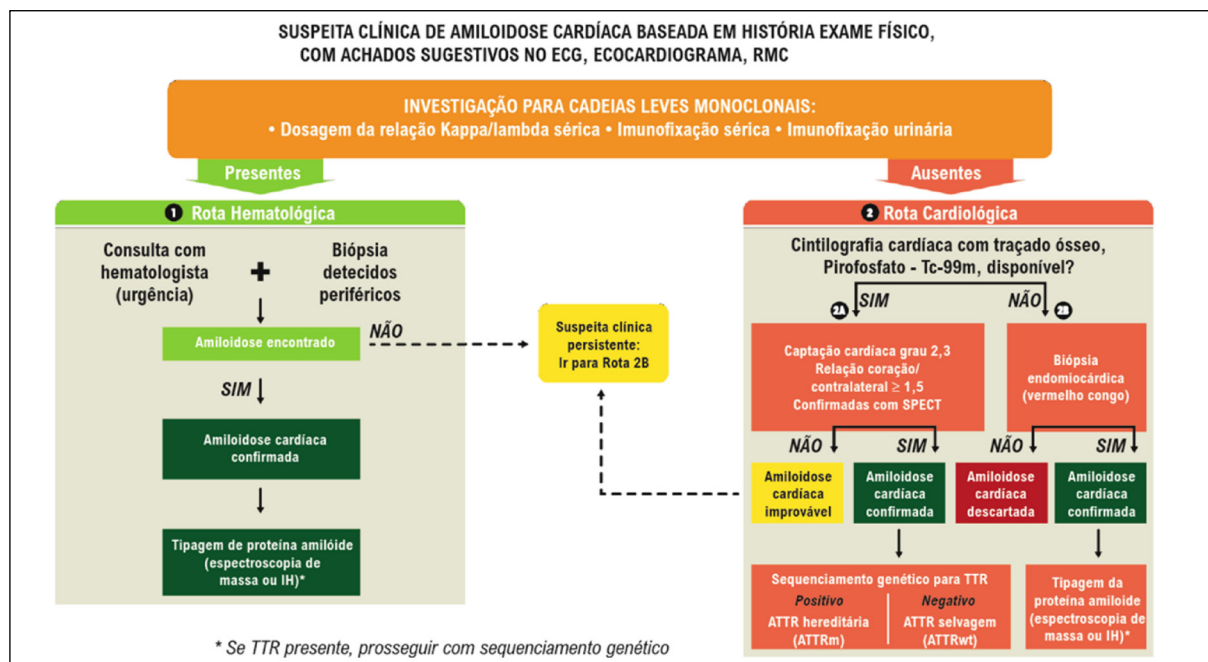 SUSPEITA CLÍNICA DE AMILOIDOSE CARDÍACA BASEADA EM HISTÓRIA EXAME FÍSICO,
COM ACHADOS SUGESTIVOS NO ECG, ECOCARDIOGRAMA, RMC
INVESTIGAÇÃO PARA CADEIAS LEVES MONOCLONAIS:
• Dosagem da relação Kappa/lambda sérica • Imunofixação sérica • Imunofixação urinária
Presentes
Ausentes
1 Rota Hematológica
Consulta com
hematologista
(urgência)
+
Biópsia
detecidos
periféricos
Amiloidose encontrado
NÃO
SIM
Amiloidose cardíaca
confirmada
Tipagem de proteína amilóide
(espectroscopia de
massa ou IH)*
Suspeita clínica
persistente:
Ir para Rota 2B
2 Rota Cardiológica
Cintilografia cardíaca com traçado ósseo,
Pirofosfato - Tc-99m, disponível?
2A SIM
NÃO 2B
Captação cardíaca grau 2,3
Relação coração/
contralateral ≥ 1,5
Confirmadas com SPECT
Biópsia
endomiocárdica
(vermelho congo)
NÃO SIM NÃO SIM
Amiloidose
cardíaca
improvável
Amiloidose
cardíaca
confirmada
Amiloidose
cardíaca
descartada
Amiloidose
cardíaca
confirmada
Sequenciamento genético para TTR
Positivo
ATTR hereditária
(ATTRm)
Negativo
ATTR selvagem
(ATTRwt)
Tipagem da
proteína amiloide
(espectroscopia de
massa ou IH)*
* Se TTR presente, prosseguir com sequenciamento genético